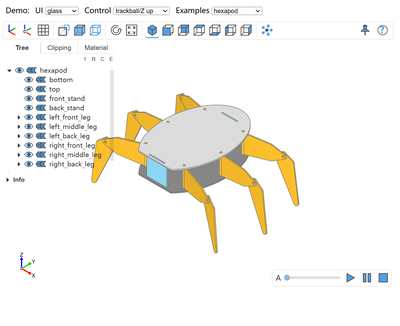 Demo: UI glass Control trackball/Z up Examples hexapod
Tree Clipping Material
Y R C E
hexapod
bottom
top
front_stand
back_stand
left_front_leg
left_middle_leg
left_back_leg
right_front_leg
right_middle_leg
right_back_leg
Info
Z
Y
X
A